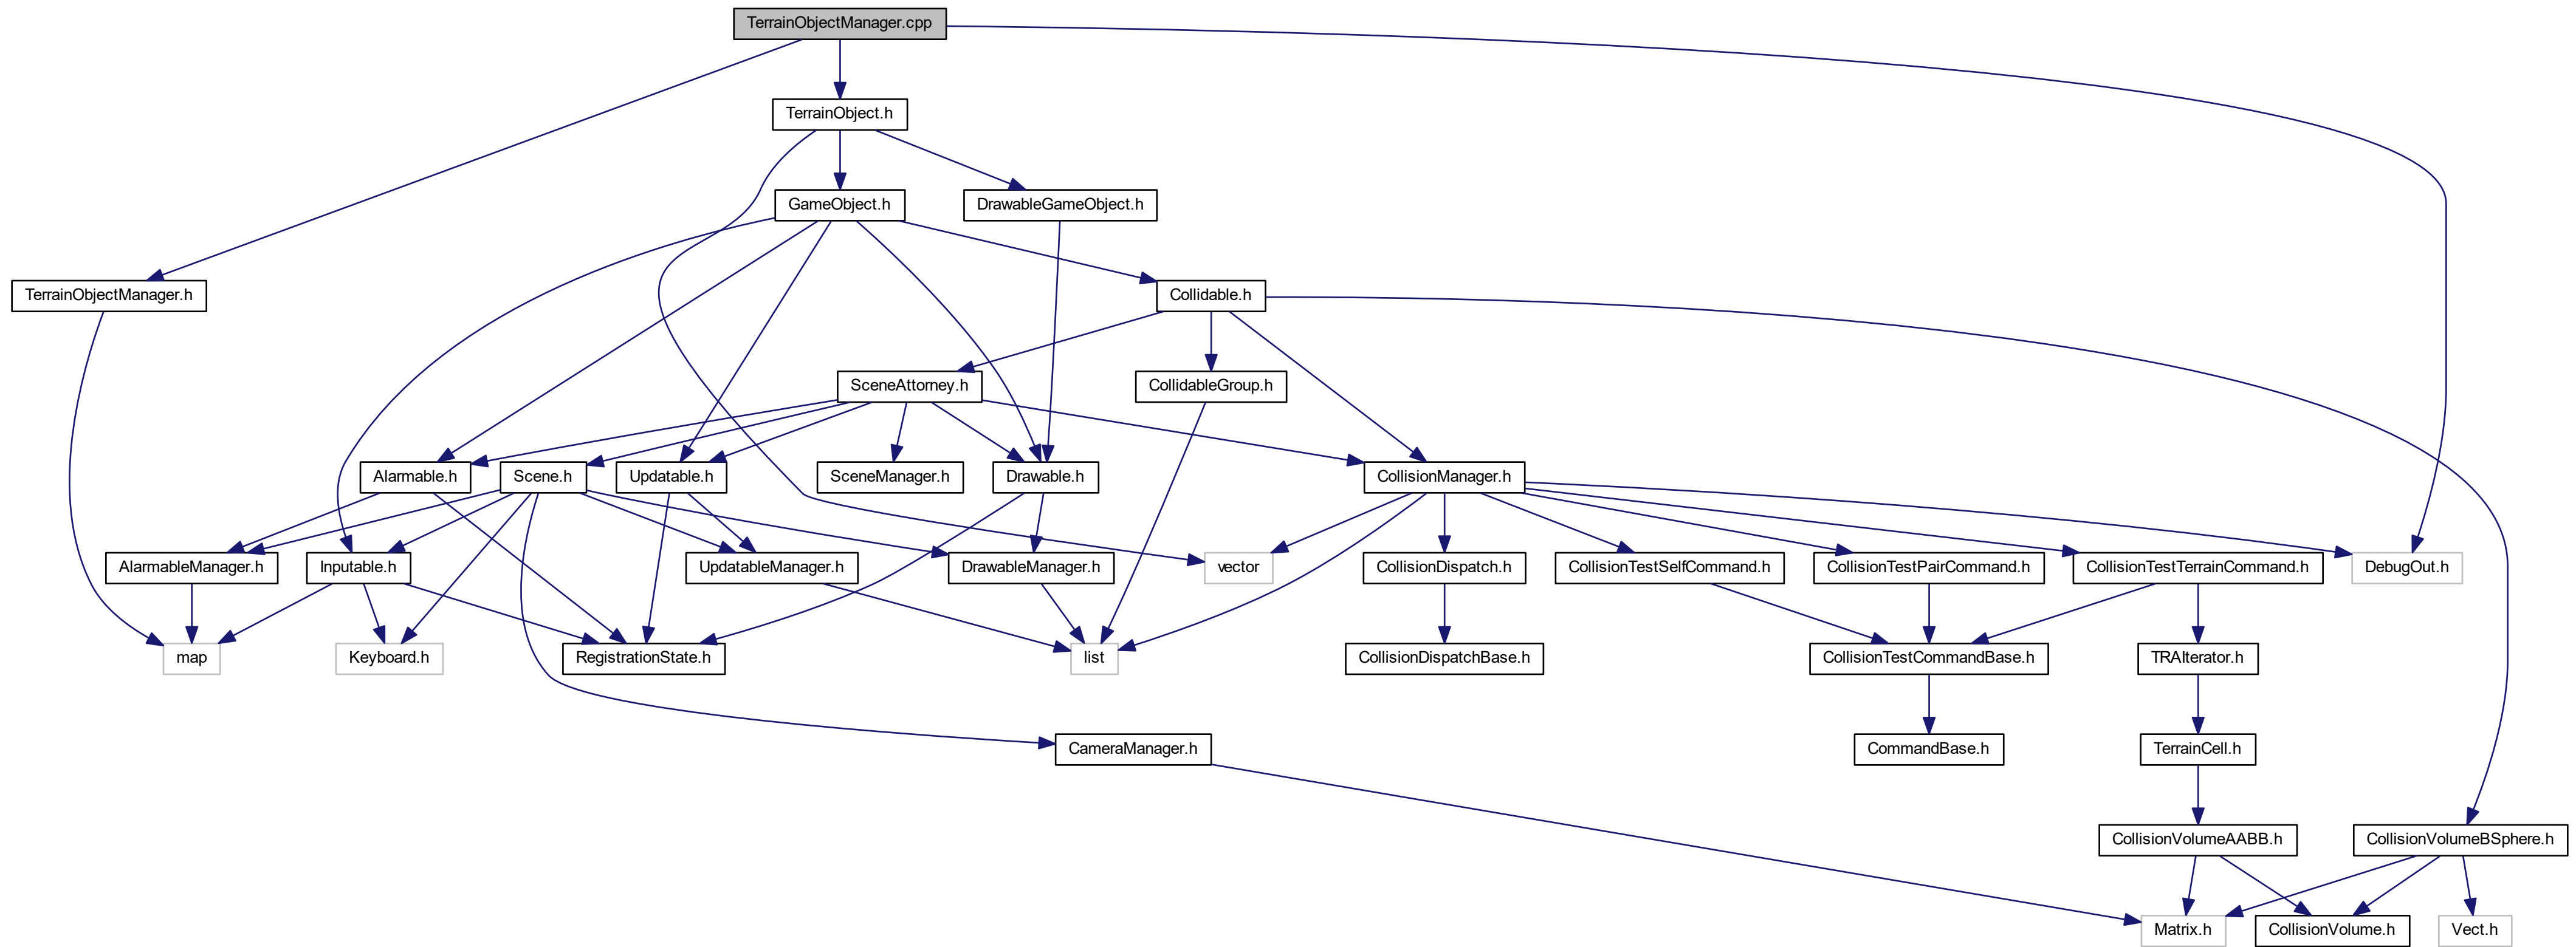 TerrainObjectManager.cpp
TerrainObject.h
GameObject.h
DrawableGameObject.h
TerrainObjectManager.h
Collidable.h
SceneAttorney.h
CollidableGroup.h
Alarmable.h
Scene.h
Updatable.h
SceneManager.h
Drawable.h
CollisionManager.h
AlarmableManager.h
Inputable.h
UpdatableManager.h
DrawableManager.h
vector
CollisionDispatch.h
CollisionTestSelfCommand.h
CollisionTestPairCommand.h
CollisionTestTerrainCommand.h
DebugOut.h
map
Keyboard.h
RegistrationState.h
list
CollisionDispatchBase.h
CollisionTestCommandBase.h
TRAIterator.h
CameraManager.h
CommandBase.h
TerrainCell.h
CollisionVolumeAABB.h
CollisionVolumeBSphere.h
Matrix.h
CollisionVolume.h
Vect.h